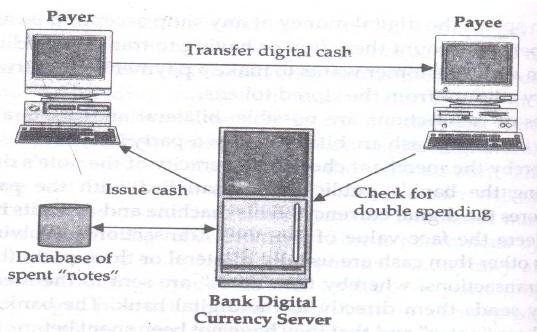 Payer
Payee
Transfer digital cash
Issue cash
Check for
double spending
Database of
spent "notes"
Bank Digital
Currency Server